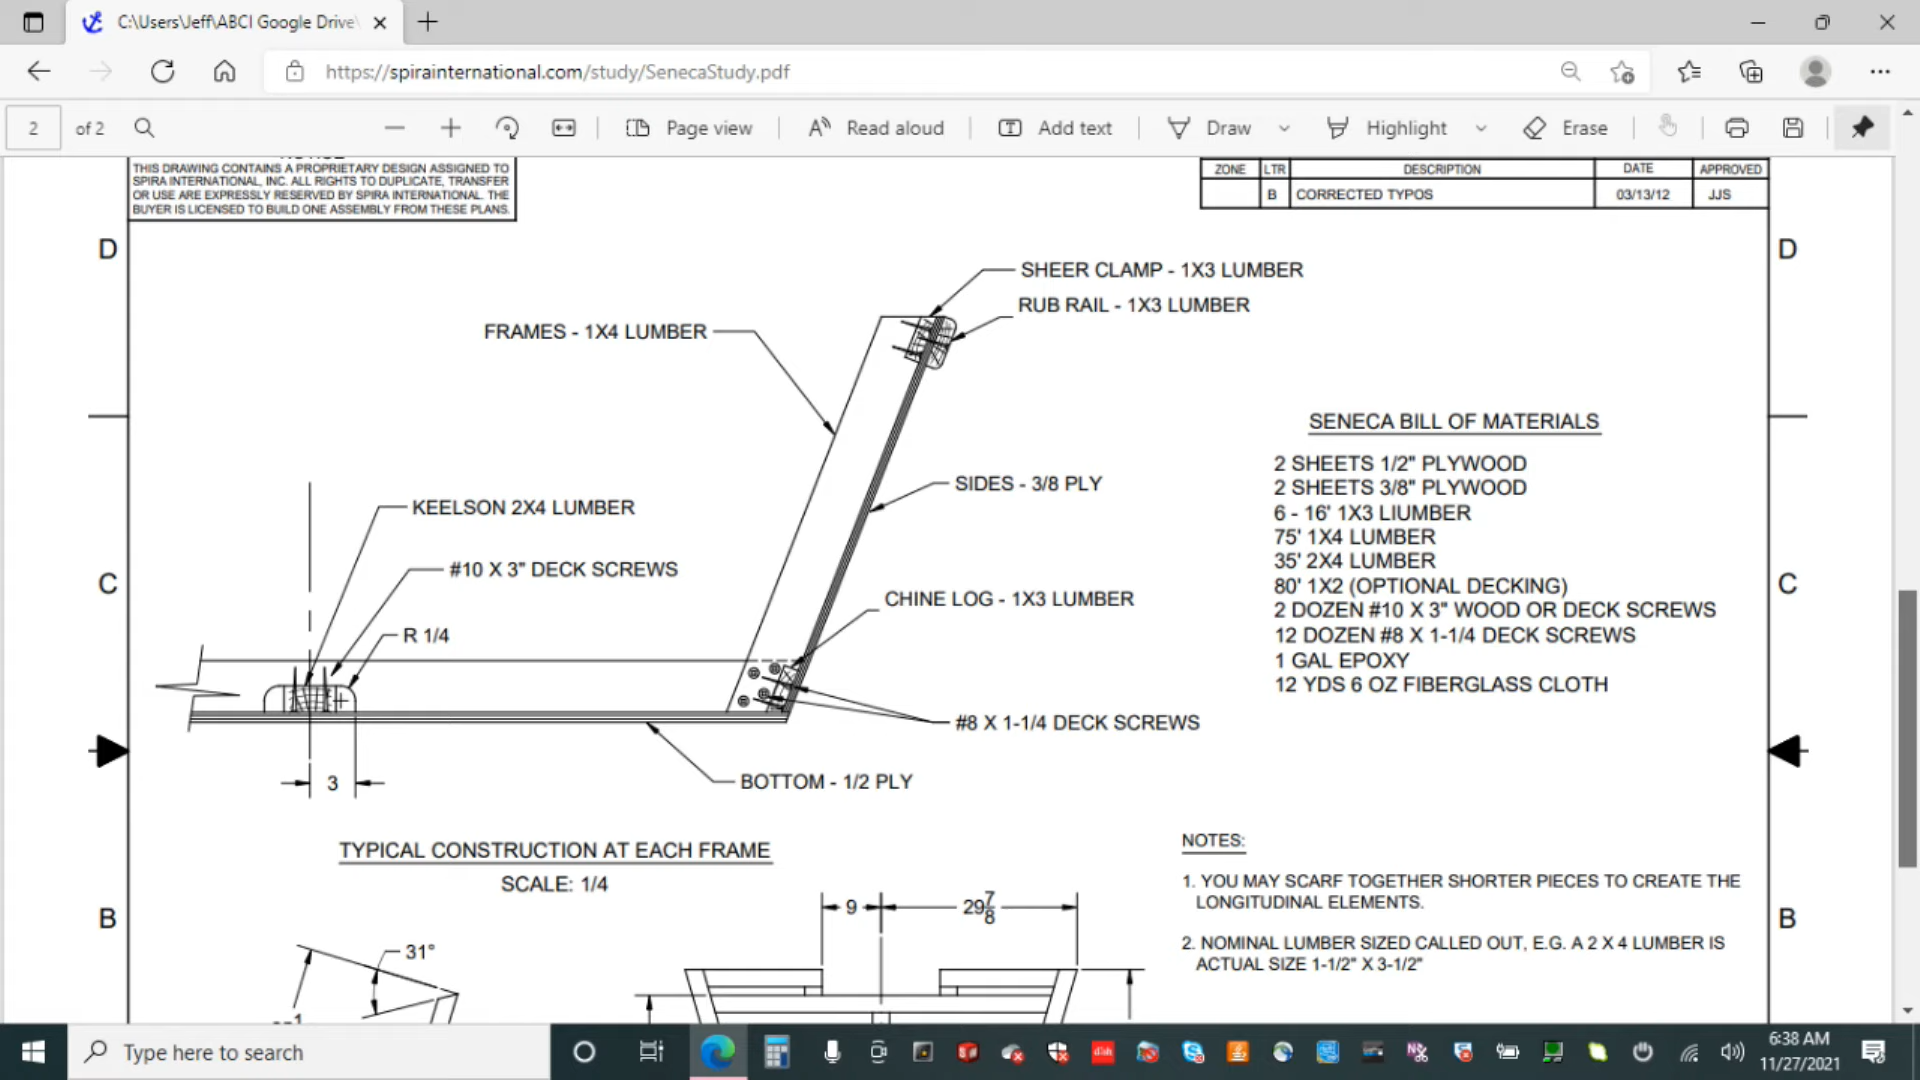 C:\Users\Jeff\ABCI Google Drive\
https://spirainternational.com/study/SenecaStudy.pdf
2 of 2
Page view
Read aloud
Add text
Draw
Highlight
Erase
THIS DRAWING CONTAINS A PROPRIETARY DESIGN ASSIGNED TO
SPIRA INTERNATIONAL, INC. ALL RIGHTS TO DUPLICATE, TRANSFER
OR USE ARE EXPRESSLY RESERVED BY SPIRA INTERNATIONAL. THE
BUYER IS LICENSED TO BUILD ONE ASSEMBLY FROM THESE PLANS.
ZONE LTR DESCRIPTION DATE APPROVED
B CORRECTED TYPOS 03/13/12 JJS
D
D
SHEER CLAMP - 1X3 LUMBER
RUB RAIL - 1X3 LUMBER
FRAMES - 1X4 LUMBER
SIDES - 3/8 PLY
KEELSON 2X4 LUMBER
#10 X 3" DECK SCREWS
CHINE LOG - 1X3 LUMBER
R 1/4
#8 X 1-1/4 DECK SCREWS
BOTTOM - 1/2 PLY
3
C
C
SENECA BILL OF MATERIALS
2 SHEETS 1/2" PLYWOOD
2 SHEETS 3/8" PLYWOOD
6 - 16' 1X3 LIUMBER
75' 1X4 LUMBER
35' 2X4 LUMBER
80' 1X2 (OPTIONAL DECKING)
2 DOZEN #10 X 3" WOOD OR DECK SCREWS
12 DOZEN #8 X 1-1/4 DECK SCREWS
1 GAL EPOXY
12 YDS 6 OZ FIBERGLASS CLOTH
TYPICAL CONSTRUCTION AT EACH FRAME
SCALE: 1/4
B
B
31°
9
29 7/8
NOTES:
1. YOU MAY SCARF TOGETHER SHORTER PIECES TO CREATE THE
LONGITUDINAL ELEMENTS.
2. NOMINAL LUMBER SIZED CALLED OUT, E.G. A 2 X 4 LUMBER IS
ACTUAL SIZE 1-1/2" X 3-1/2"
Type here to search
dish
6:38 AM
11/27/2021